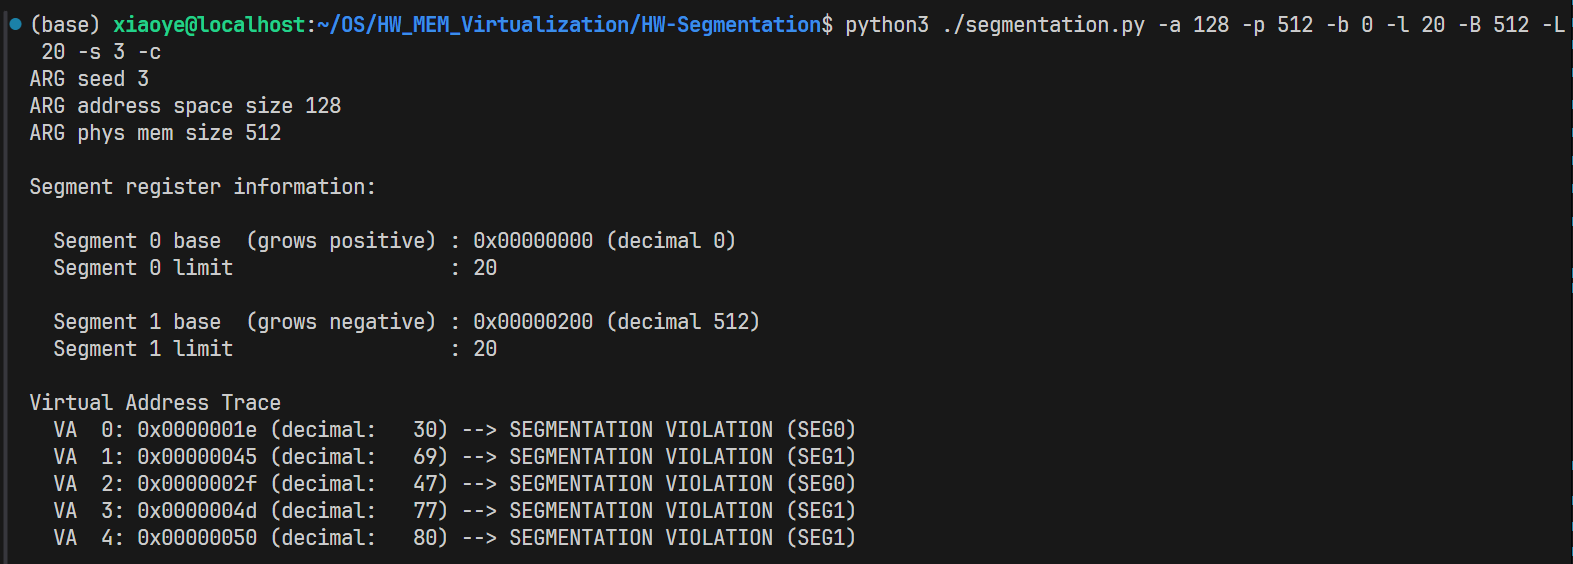 (base) xiaoye@localhost:~/OS/HW_MEM_Virtualization/HW-Segmentation$ python3 ./segmentation.py -a 128 -p 512 -b 0 -l 20 -B 512 -L
 20 -s 3 -c
ARG seed 3
ARG address space size 128
ARG phys mem size 512

Segment register information:

  Segment 0 base  (grows positive) : 0x00000000 (decimal 0)
  Segment 0 limit                  : 20

  Segment 1 base  (grows negative) : 0x00000200 (decimal 512)
  Segment 1 limit                  : 20

Virtual Address Trace
  VA  0: 0x0000001e (decimal:   30) --> SEGMENTATION VIOLATION (SEG0)
  VA  1: 0x00000045 (decimal:   69) --> SEGMENTATION VIOLATION (SEG1)
  VA  2: 0x0000002f (decimal:   47) --> SEGMENTATION VIOLATION (SEG0)
  VA  3: 0x0000004d (decimal:   77) --> SEGMENTATION VIOLATION (SEG1)
  VA  4: 0x00000050 (decimal:   80) --> SEGMENTATION VIOLATION (SEG1)